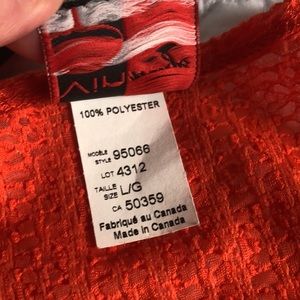 100% POLYESTER
MODÈLE
STYLE 95066
LOT 4312
TAILLE
SIZE L/G
CA 50359
Fabriqué au Canada
Made in Canada